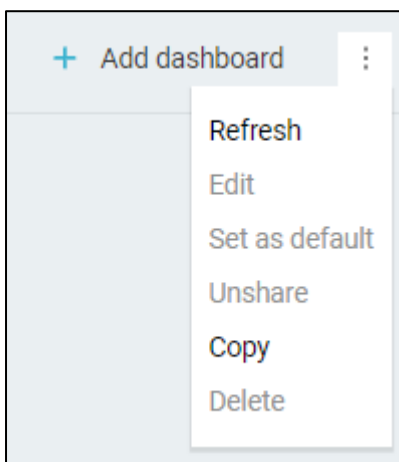 + Add dashboard
Refresh
Edit
Set as default
Unshare
Copy
Delete